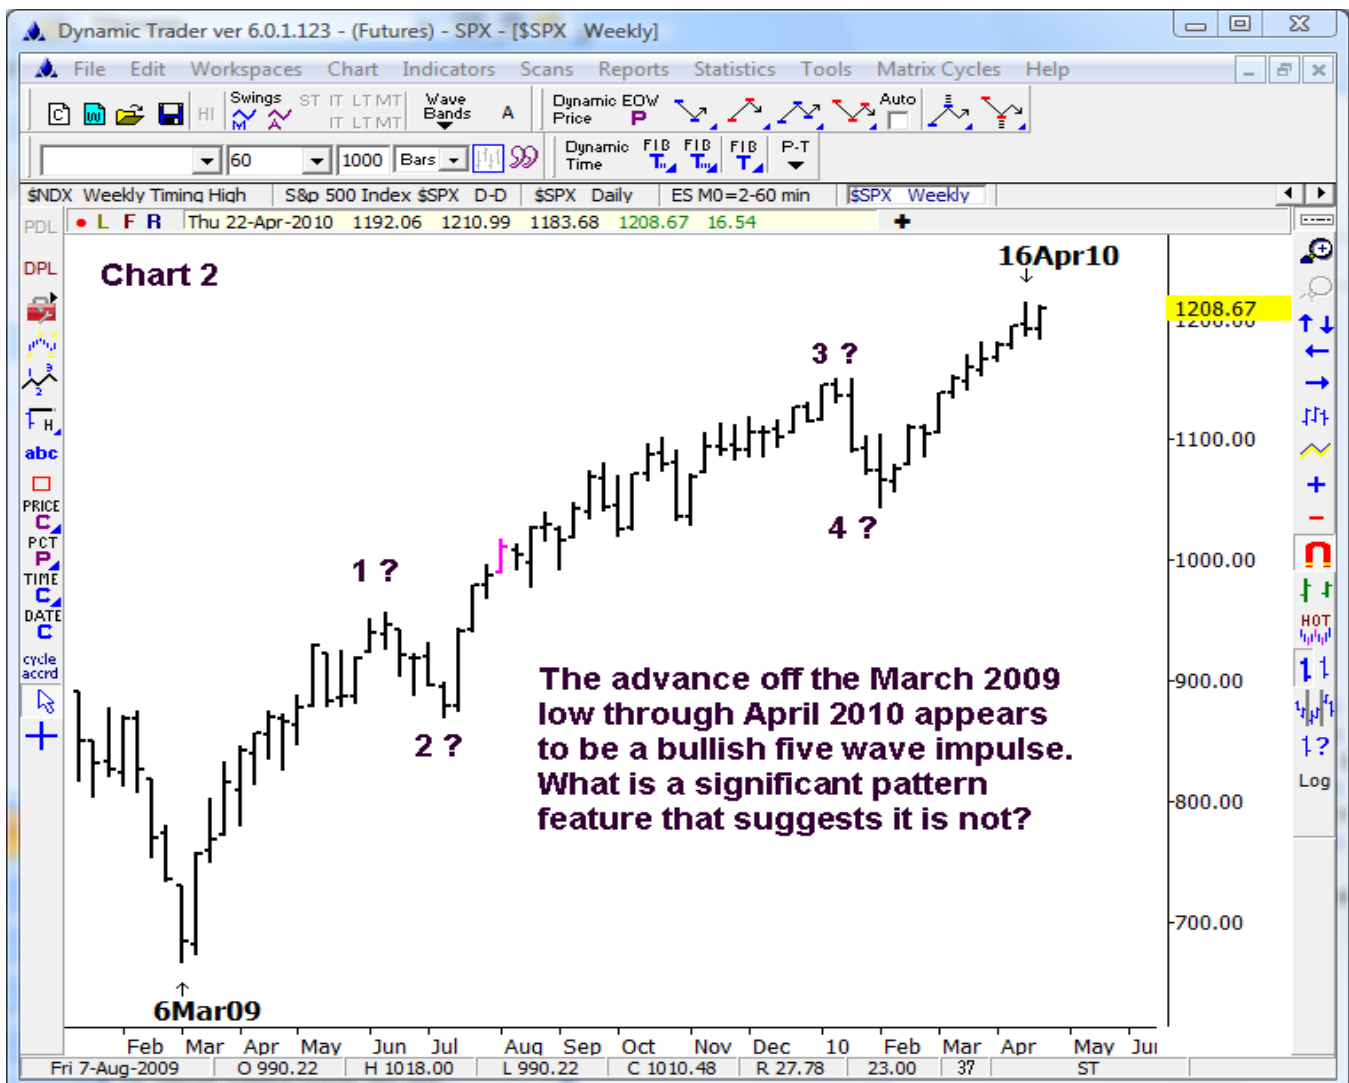 Dynamic Trader ver 6.0.1.123 - (Futures) - SPX - [$SPX Weekly]
File Edit Workspaces Chart Indicators Scans Reports Statistics Tools Matrix Cycles Help
C W HI Swings M A ST IT LT MT IT LT MT Wave Bands A Dynamic Price EOW P Auto
60 1000 Bars Dynamic Time FIB T FIB T FIB T P-T
$NDX Weekly Timing High S&p 500 Index $SPX D-D $SPX Daily ES M0=2-60 min $SPX Weekly
PDL L F R Thu 22-Apr-2010 1192.06 1210.99 1183.68 1208.67 16.54
DPL
Chart 2
16Apr10
1208.67
1200.00
3 ?
H
abc
1100.00
PRICE
C
4 ?
PCT
P
1 ?
1000.00
TIME
C
DATE
C
HOT
cycle
accrd
The advance off the March 2009
900.00
low through April 2010 appears
2 ?
to be a bullish five wave impulse.
1?
What is a significant pattern
Log
feature that suggests it is not?
800.00
700.00
6Mar09
Feb Mar Apr May Jun Jul Aug Sep Oct Nov Dec 10 Feb Mar Apr May Jun
Fri 7-Aug-2009 O 990.22 H 1018.00 L 990.22 C 1010.48 R 27.78 23.00 37 ST